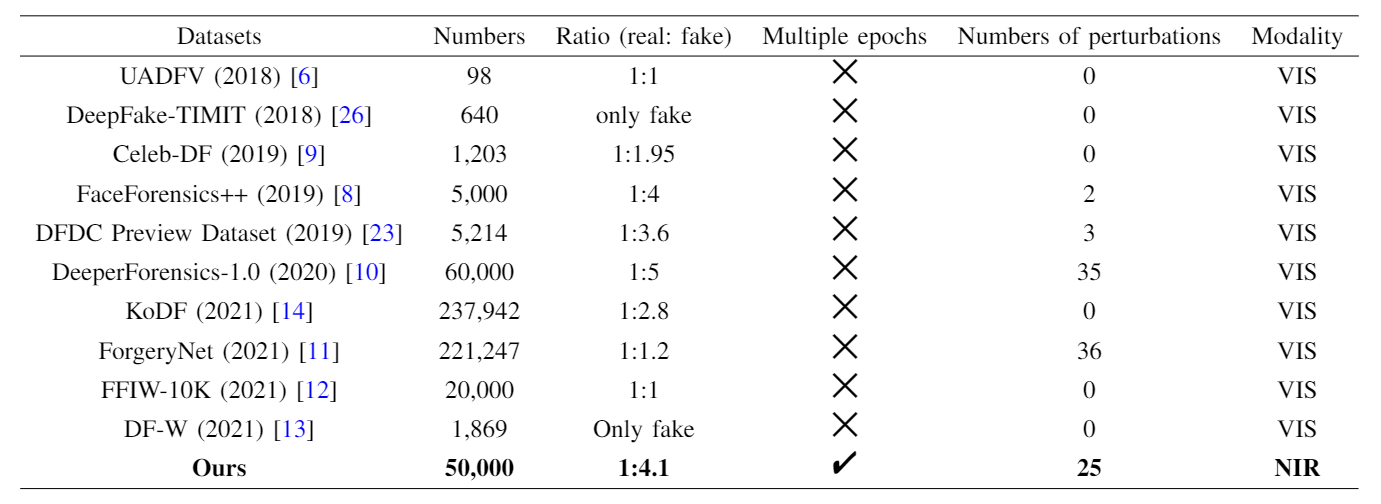 Datasets Numbers Ratio (real: fake) Multiple epochs Numbers of perturbations Modality
UADFV (2018) [6] 98 1:1 ✕ 0 VIS
DeepFake-TIMIT (2018) [26] 640 only fake ✕ 0 VIS
Celeb-DF (2019) [9] 1,203 1:1.95 ✕ 0 VIS
FaceForensics++ (2019) [8] 5,000 1:4 ✕ 2 VIS
DFDC Preview Dataset (2019) [23] 5,214 1:3.6 ✕ 3 VIS
DeeperForensics-1.0 (2020) [10] 60,000 1:5 ✕ 35 VIS
KoDF (2021) [14] 237,942 1:2.8 ✕ 0 VIS
ForgeryNet (2021) [11] 221,247 1:1.2 ✕ 36 VIS
FFIW-10K (2021) [12] 20,000 1:1 ✕ 0 VIS
DF-W (2021) [13] 1,869 Only fake ✕ 0 VIS
Ours 50,000 1:4.1 ✔ 25 NIR